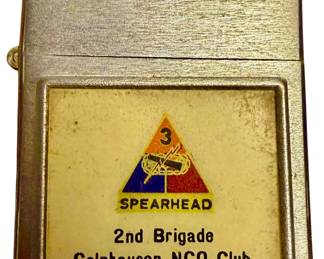 3
SPEARHEAD
2nd Brigade
Gelnhausen NCO Club